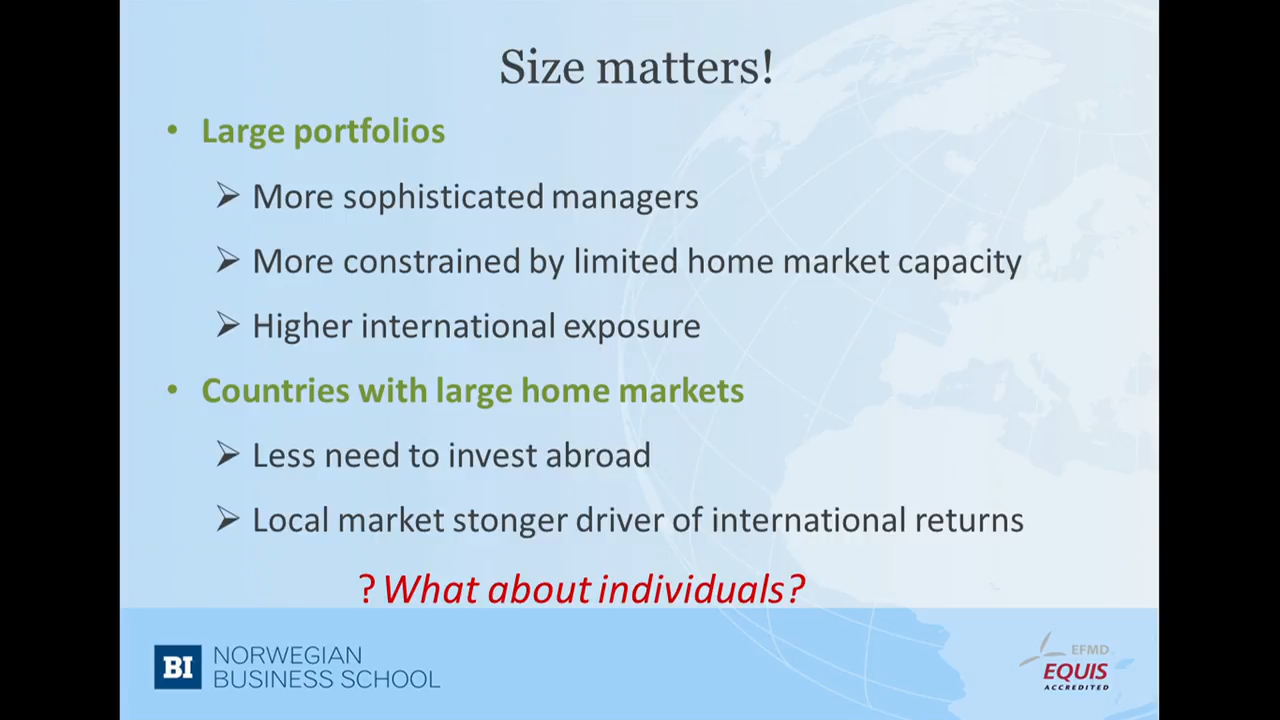 Size matters!
• Large portfolios
➢ More sophisticated managers
➢ More constrained by limited home market capacity
➢ Higher international exposure
• Countries with large home markets
➢ Less need to invest abroad
➢ Local market stonger driver of international returns
? What about individuals?
BI NORWEGIAN
BUSINESS SCHOOL
EFMD
EQUIS
ACCREDITED